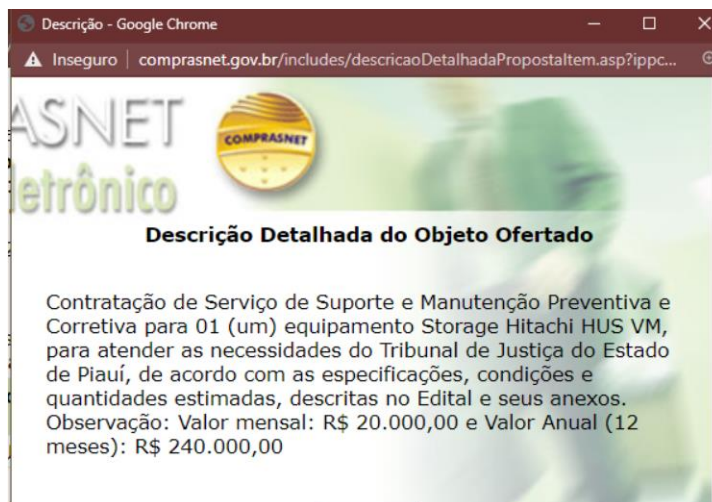 Descrição - Google Chrome
Inseguro | comprasnet.gov.br/includes/descricaoDetalhadaPropostaItem.asp?ippc...
ASNET
COMPRASNET
letrônico
Descrição Detalhada do Objeto Ofertado
Contratação de Serviço de Suporte e Manutenção Preventiva e
Corretiva para 01 (um) equipamento Storage Hitachi HUS VM,
para atender as necessidades do Tribunal de Justiça do Estado
de Piauí, de acordo com as especificações, condições e
quantidades estimadas, descritas no Edital e seus anexos.
Observação: Valor mensal: R$ 20.000,00 e Valor Anual (12
meses): R$ 240.000,00